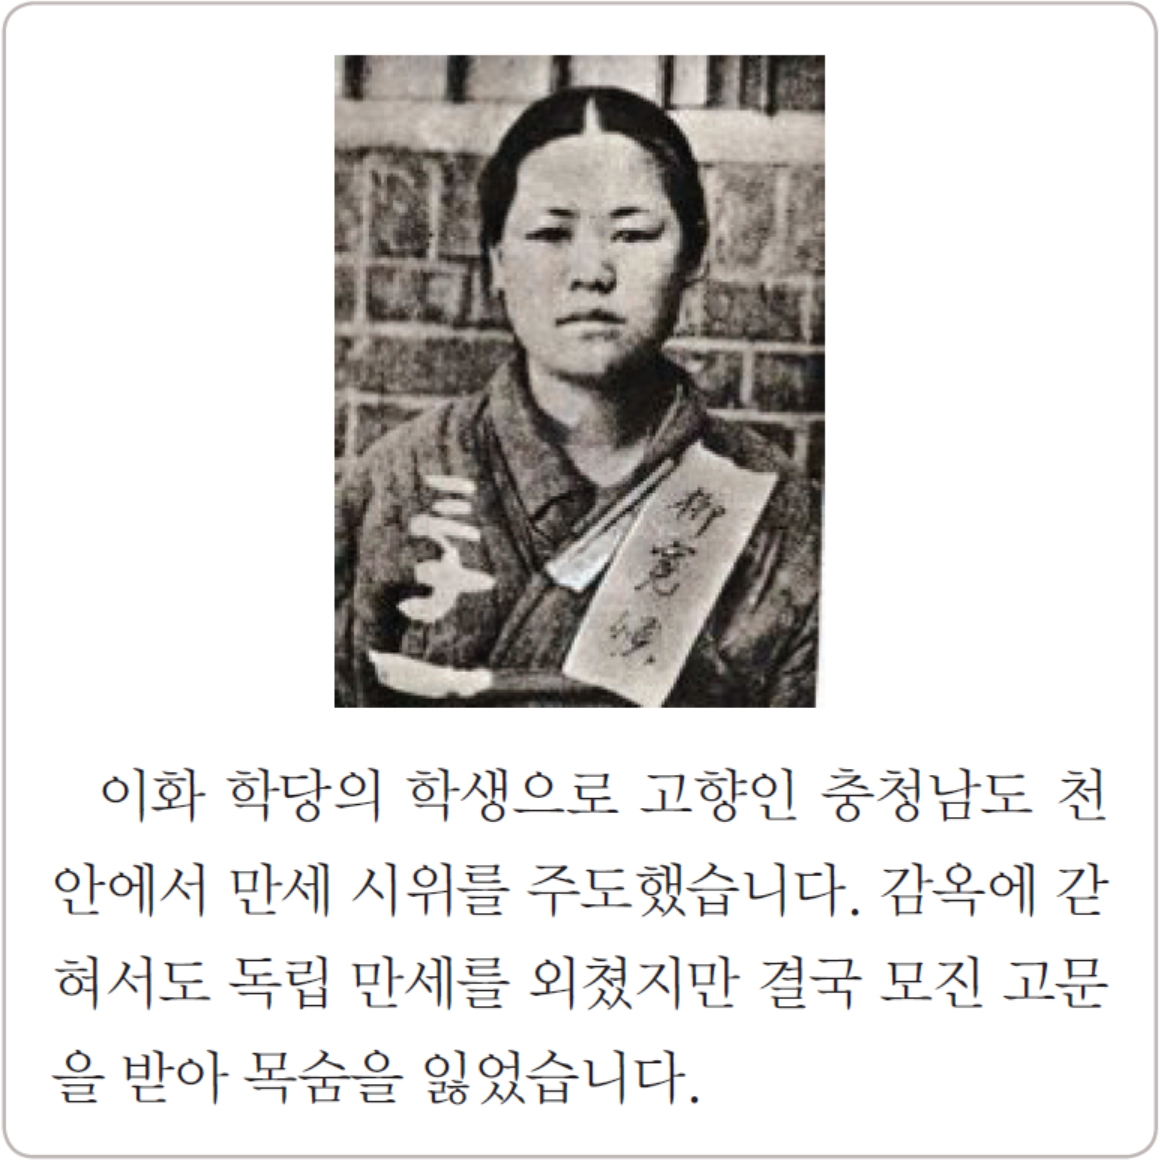 柳寬順
이화 학당의 학생으로 고향인 충청남도 천
안에서 만세 시위를 주도했습니다. 감옥에 갇
혀서도 독립 만세를 외쳤지만 결국 모진 고문
을 받아 목숨을 잃었습니다.